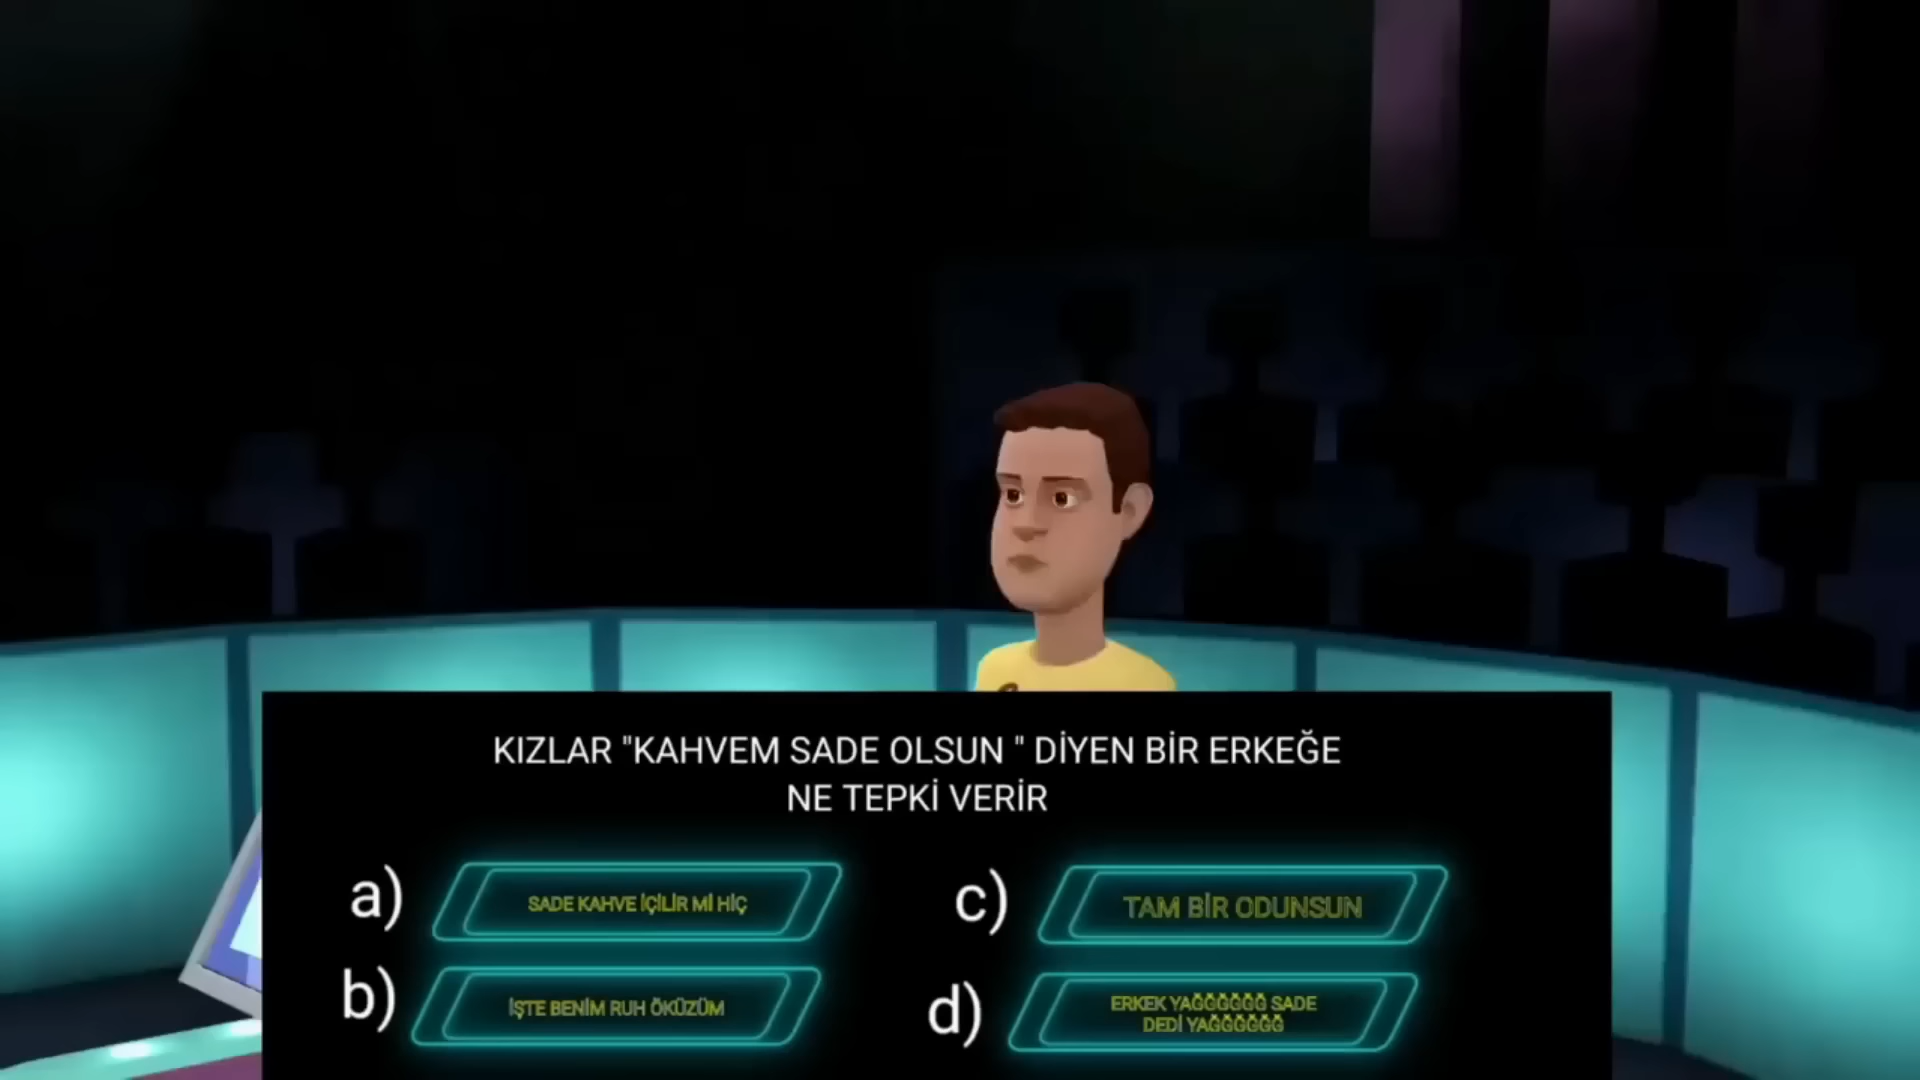 KIZLAR "KAHVEM SADE OLSUN " DİYEN BİR ERKEĞE
NE TEPKİ VERİR
a) SADE KAHVE İÇİLİR Mİ HİÇ
b) İŞTE BENİM RUH ÖKÜZÜM
c) TAM BİR ODUNSUN
d) ERKEK YAĞĞĞĞĞĞ SADE
DEDİ YAĞĞĞĞĞĞ